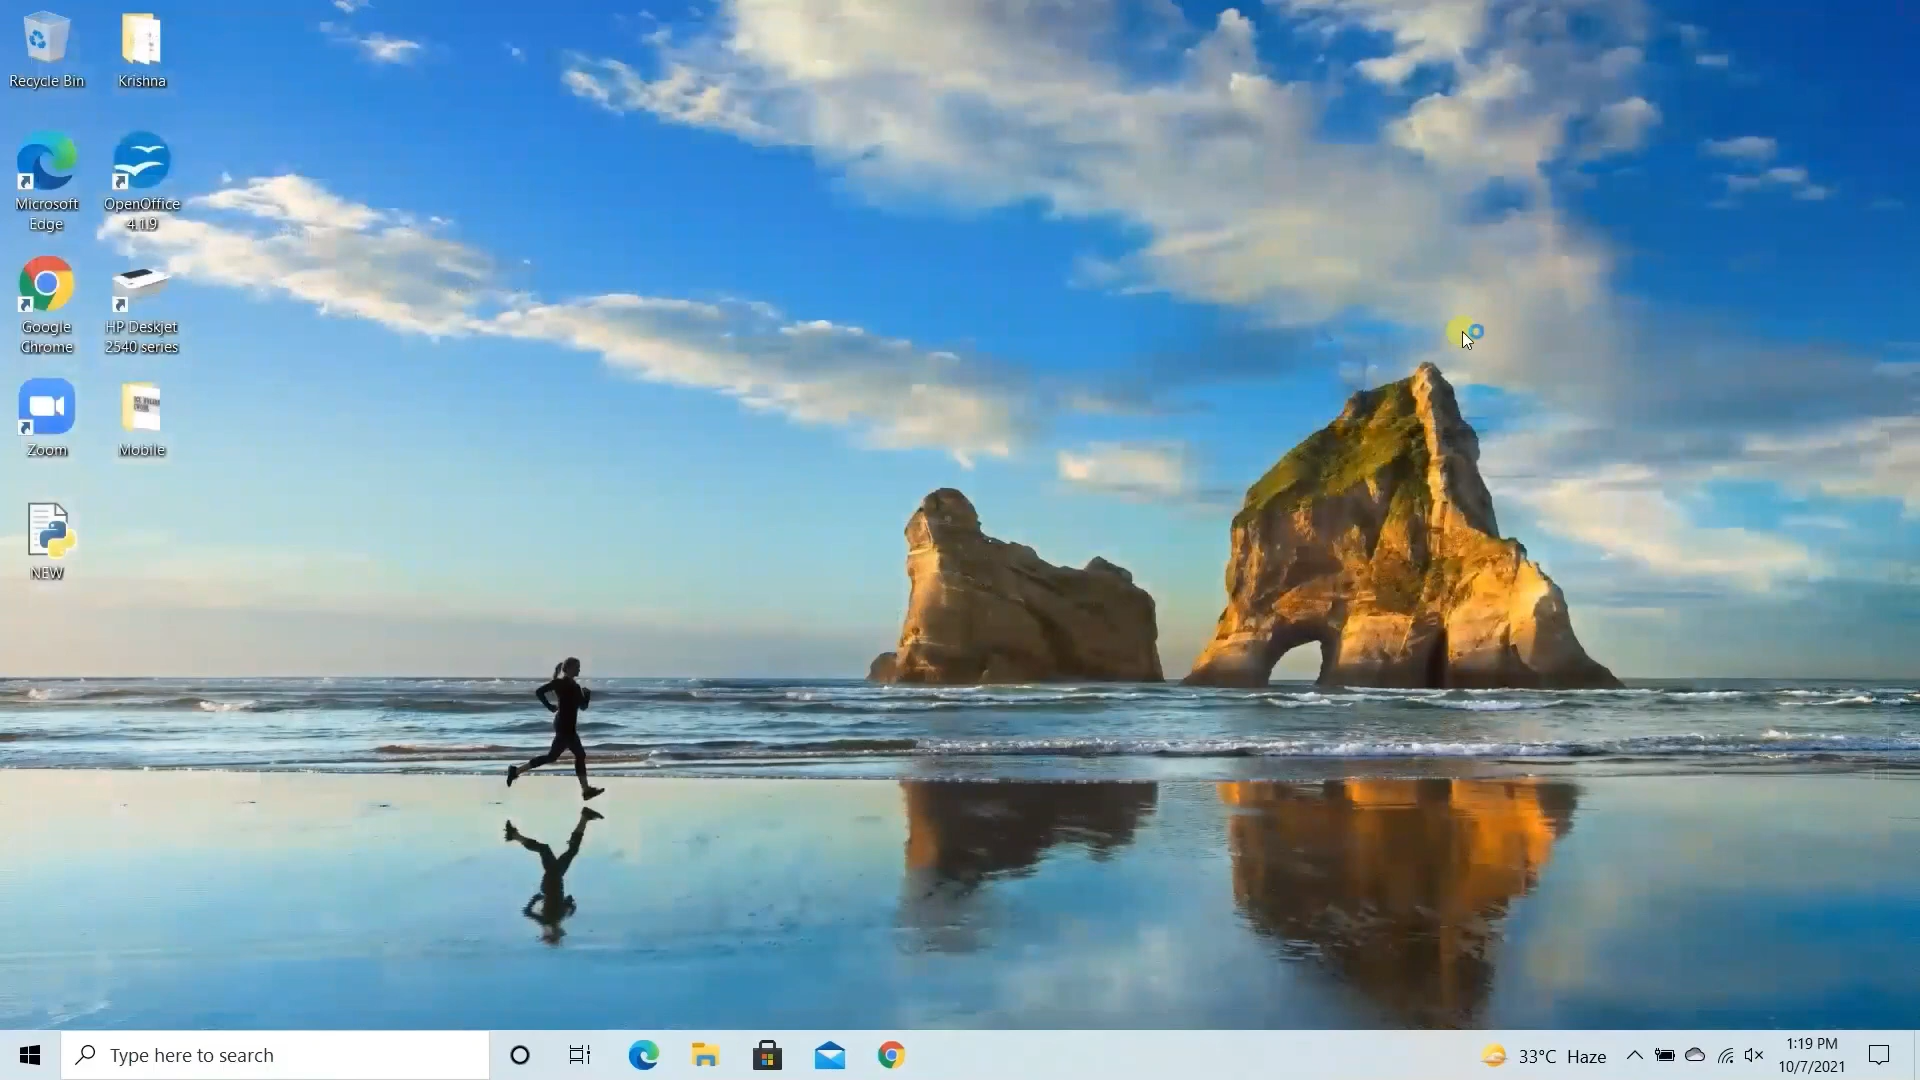 Recycle Bin
Krishna
Microsoft
Edge
OpenOffice
4.1.9
Google
Chrome
HP Deskjet
2540 series
Zoom
Mobile
NEW
Type here to search
33°C Haze
1:19 PM
10/7/2021